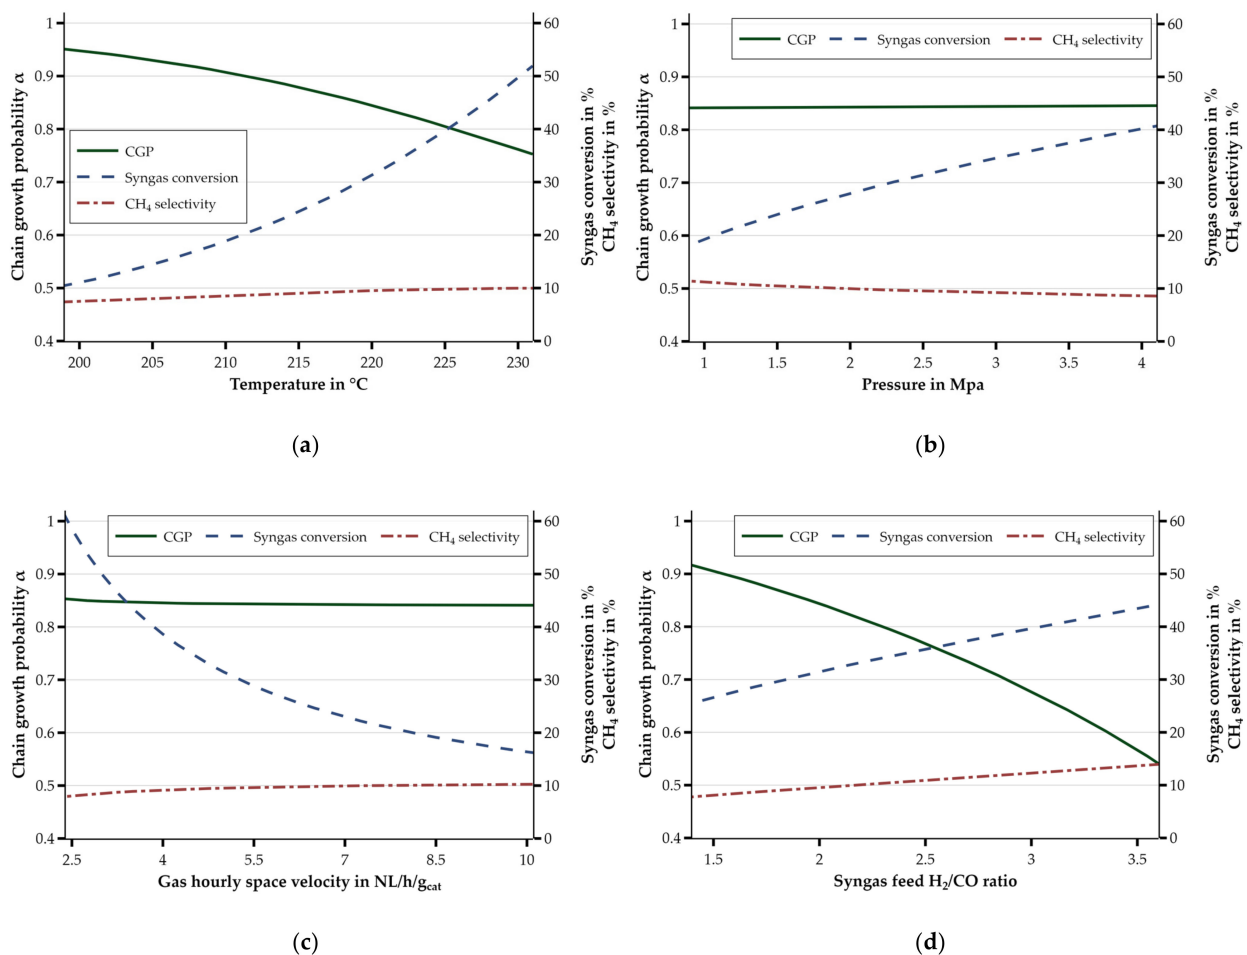 1
0.9
0.8
0.7
0.6
0.5
0.4
Chain growth probability α
CGP
Syngas conversion
CH₄ selectivity
60
50
40
30
20
10
0
Syngas conversion in %
CH₄ selectivity in %
200 205 210 215 220 225 230
Temperature in °C
(a)
1
0.9
0.8
0.7
0.6
0.5
0.4
Chain growth probability α
CGP Syngas conversion CH₄ selectivity
60
50
40
30
20
10
0
Syngas conversion in %
CH₄ selectivity in %
1 1.5 2 2.5 3 3.5 4
Pressure in Mpa
(b)
1
0.9
0.8
0.7
0.6
0.5
0.4
Chain growth probability α
CGP Syngas conversion CH₄ selectivity
60
50
40
30
20
10
0
Syngas conversion in %
CH₄ selectivity in %
2.5 4 5.5 7 8.5 10
Gas hourly space velocity in NL/h/g_cat
(c)
1
0.9
0.8
0.7
0.6
0.5
0.4
Chain growth probability α
CGP Syngas conversion CH₄ selectivity
60
50
40
30
20
10
0
Syngas conversion in %
CH₄ selectivity in %
1.5 2 2.5 3 3.5
Syngas feed H₂/CO ratio
(d)